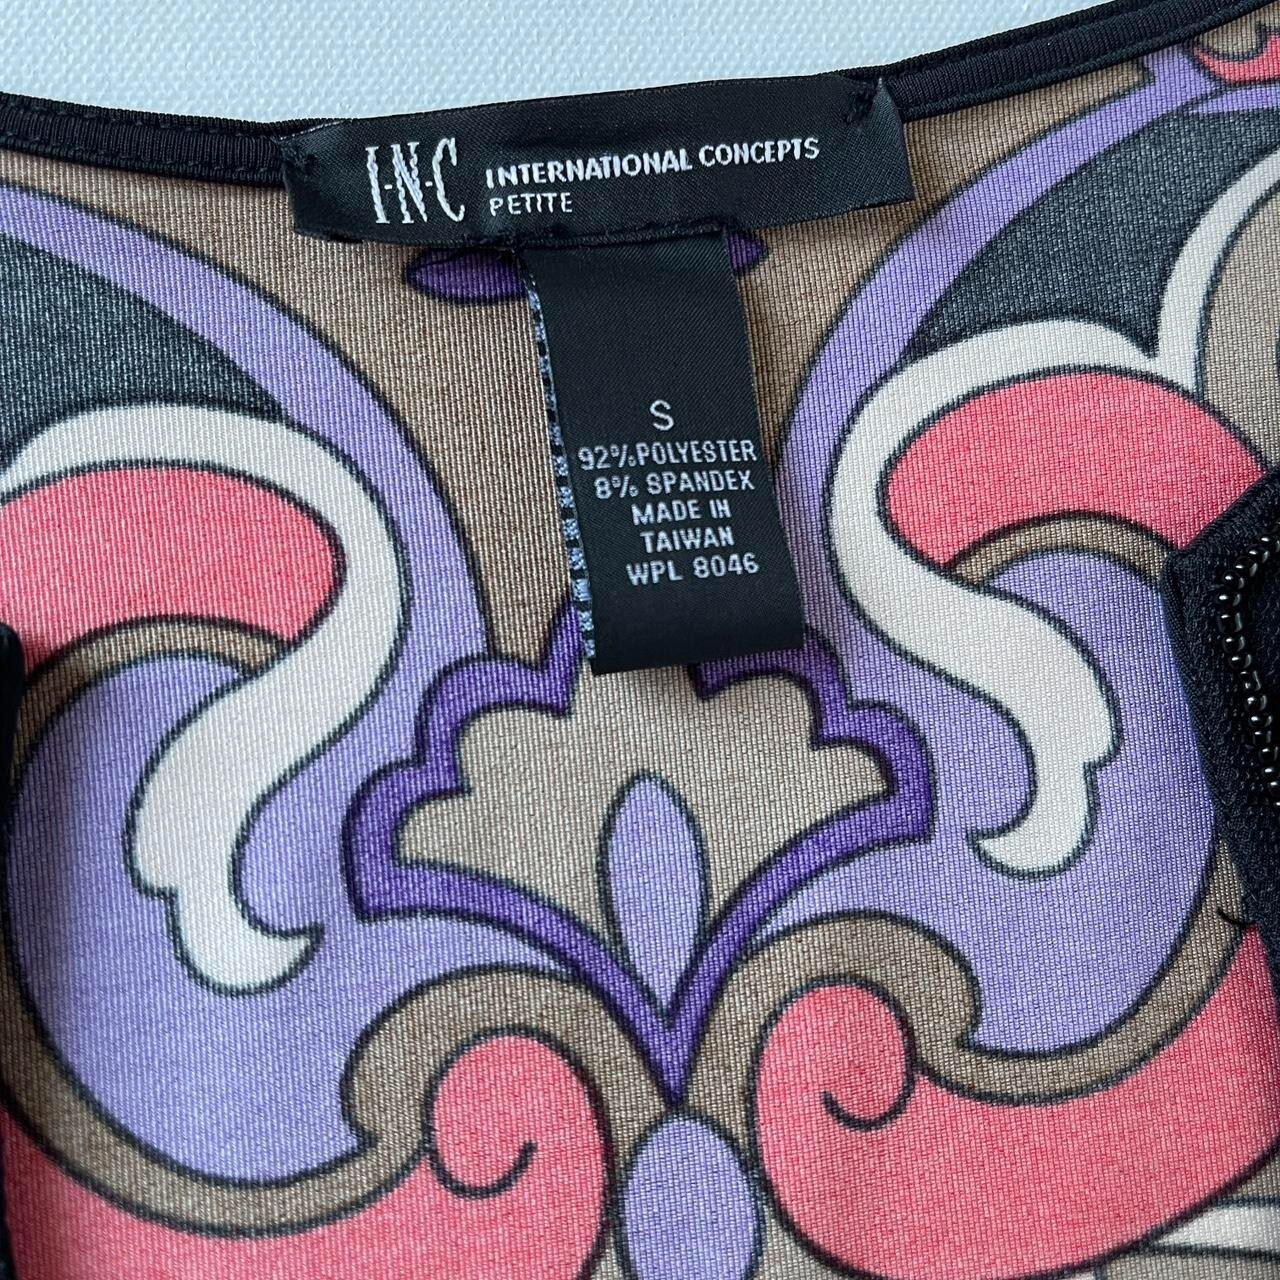 I·N·C INTERNATIONAL CONCEPTS
PETITE
S
92% POLYESTER
8% SPANDEX
MADE IN
TAIWAN
WPL 8046